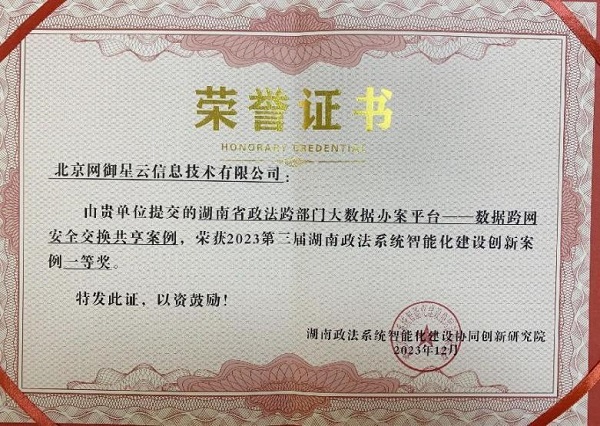 荣誉证书
HONORARY CREDENTIAL
北京网御星云信息技术有限公司：
由贵单位提交的湖南省政法跨部门大数据办案平台——数据跨网
安全交换共享案例，荣获2023第三届湖南政法系统智能化建设创新案
例一等奖。
特发此证，以资鼓励！
湖南政法系统智能化建设协同创新研究院
2023年12月